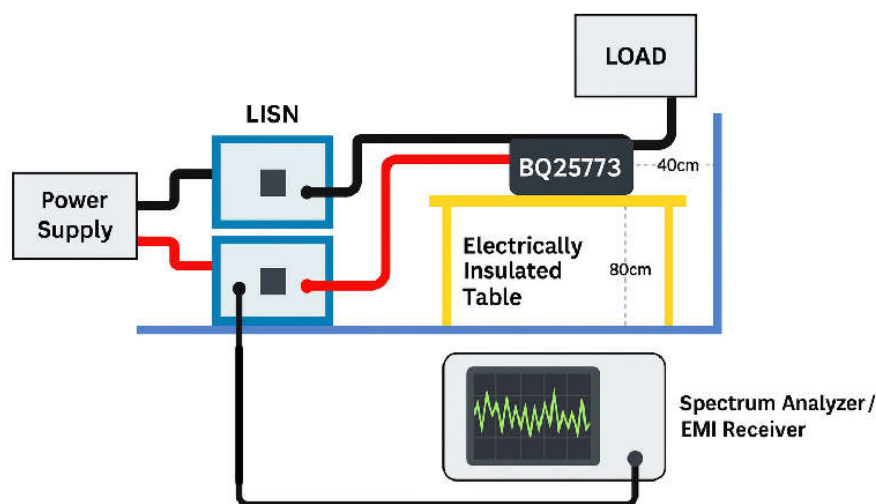 LOAD
LISN
BQ25773
40cm
Power
Supply
Electrically
Insulated
Table
80cm
Spectrum Analyzer/
EMI Receiver